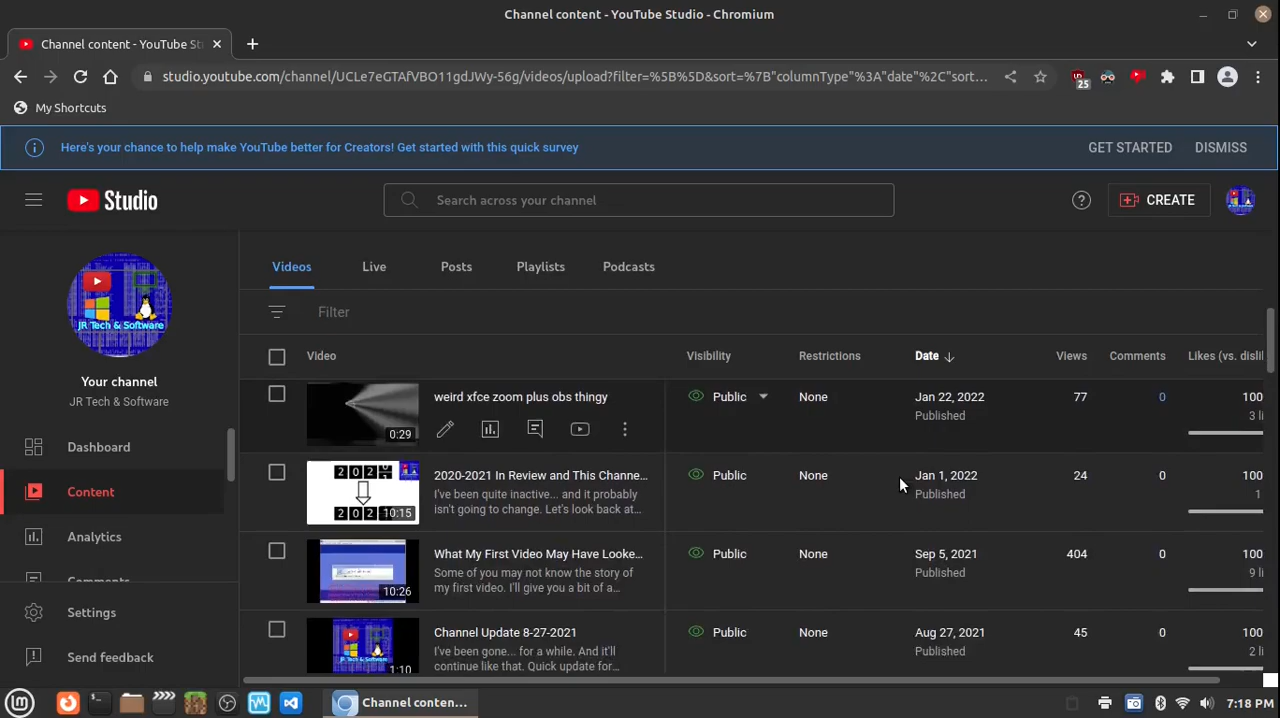 Channel content - YouTube Studio - Chromium
Channel content - YouTube St
studio.youtube.com/channel/UCLe7eGTAfVBO11gdJWy-56g/videos/upload?filter=%5B%5D&sort=%7B"columnType"%3A"date"%2C"sort...
25
My Shortcuts
Here's your chance to help make YouTube better for Creators! Get started with this quick survey
GET STARTED
DISMISS
Studio
Search across your channel
CREATE
JR Tech & Software
Your channel
JR Tech & Software
Dashboard
Content
Analytics
Comments
Settings
Send feedback
Videos
Live
Posts
Playlists
Podcasts
Filter
Video
Visibility
Restrictions
Date
Views
Comments
Likes (vs. disli
0:29
weird xfce zoom plus obs thingy
Public
None
Jan 22, 2022
Published
77
0
100
3 li
10:15
2020-2021 In Review and This Channe...
I've been quite inactive... and it probably
isn't going to change. Let's look back at...
Public
None
Jan 1, 2022
Published
24
0
100
1
10:26
What My First Video May Have Looke...
Some of you may not know the story of
my first video. I'll give you a bit of a...
Public
None
Sep 5, 2021
Published
404
0
100
9 li
1:10
Channel Update 8-27-2021
I've been gone... for a while. And it'll
continue like that. Quick update for...
Public
None
Aug 27, 2021
Published
45
0
100
2 li
Channel conten...
7:18 PM